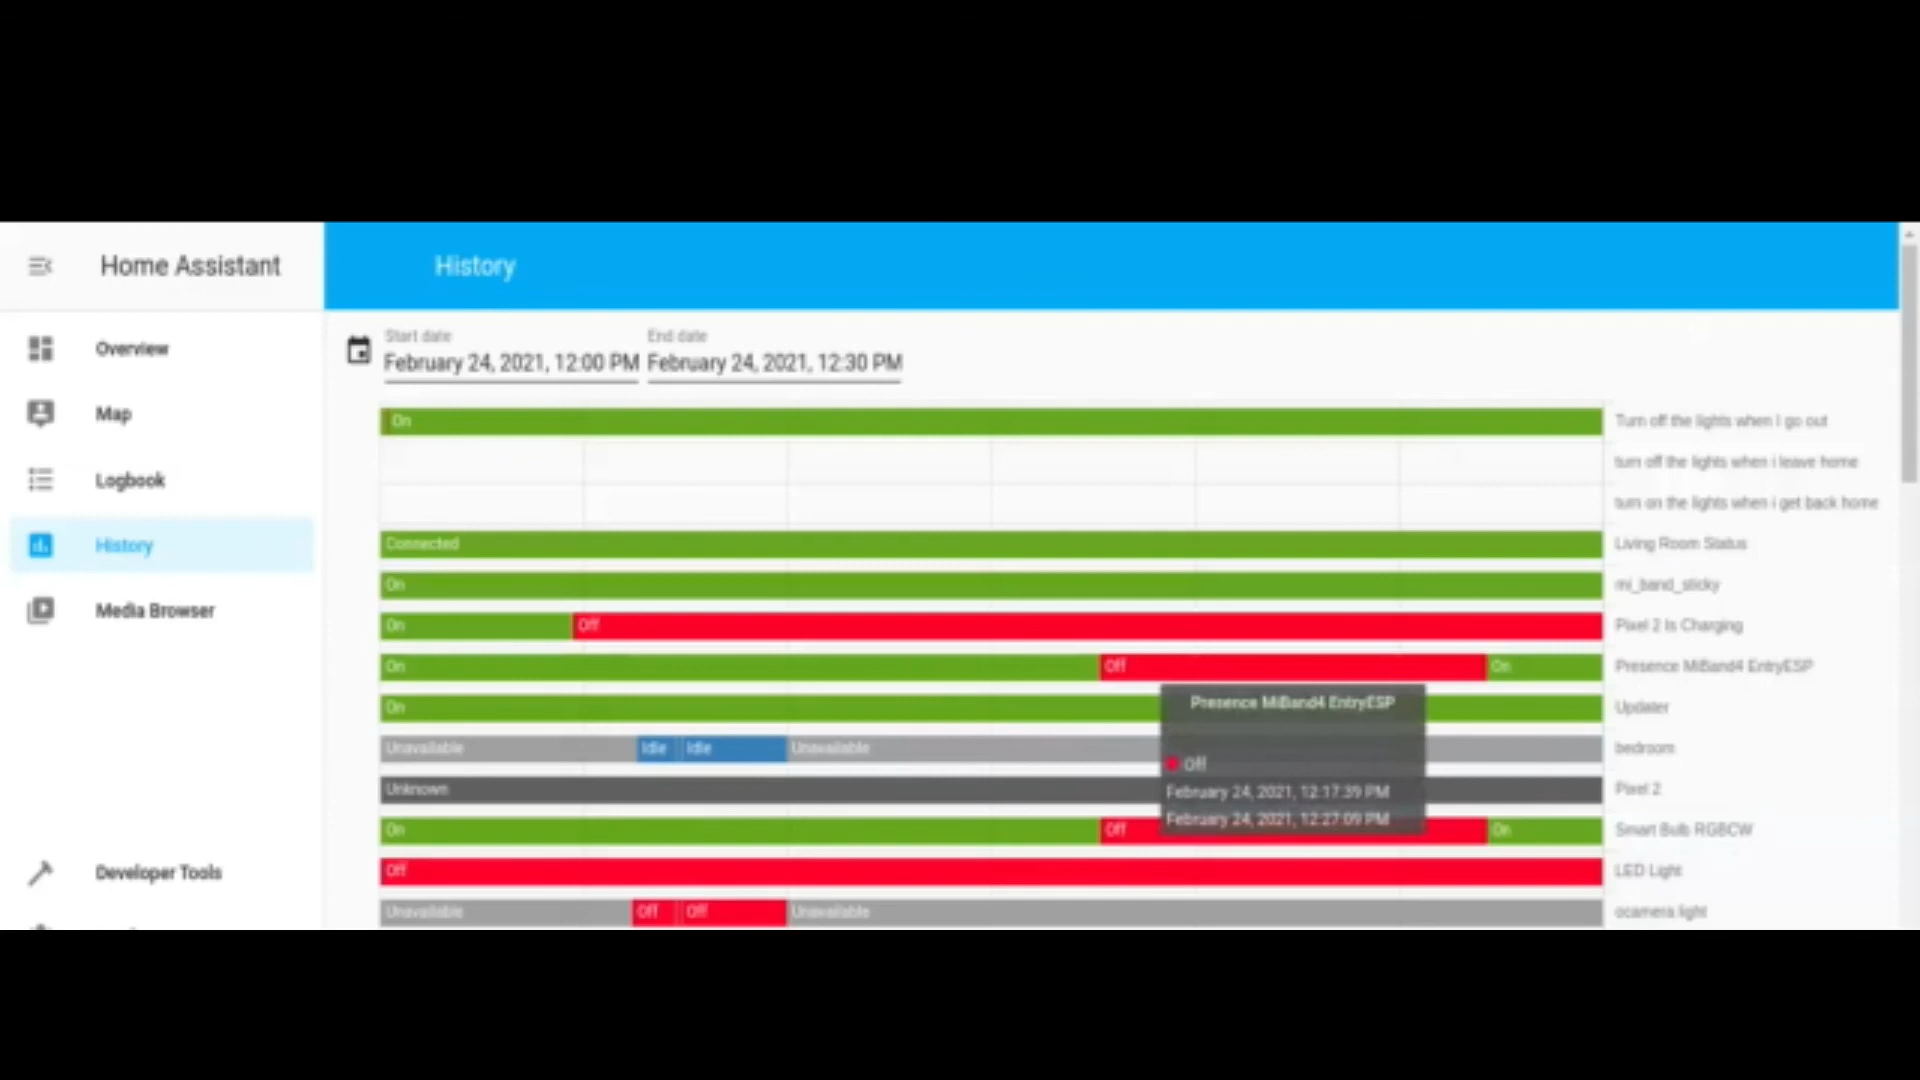 Home Assistant
History
Overview
Map
Logbook
History
Media Browser
Developer Tools
Start date
End date
February 24, 2021, 12:00 PM
February 24, 2021, 12:30 PM
On
Turn off the lights when I go out
turn off the lights when i leave home
turn on the lights when i get back home
Connected
Living Room Status
On
mi_band_sticky
On Off
Pixel 2 Is Charging
On Off On
Presence MiBand4 EntryESP
On
Updater
Unavailable Idle Idle Unavailable
bedroom
Unknown
Pixel 2
On Off On
Smart Bulb RGBCW
Off
LED Light
Unavailable Off Off Unavailable
ocamera light
Presence MiBand4 EntryESP
Off
February 24, 2021, 12:17:39 PM
February 24, 2021, 12:27:09 PM